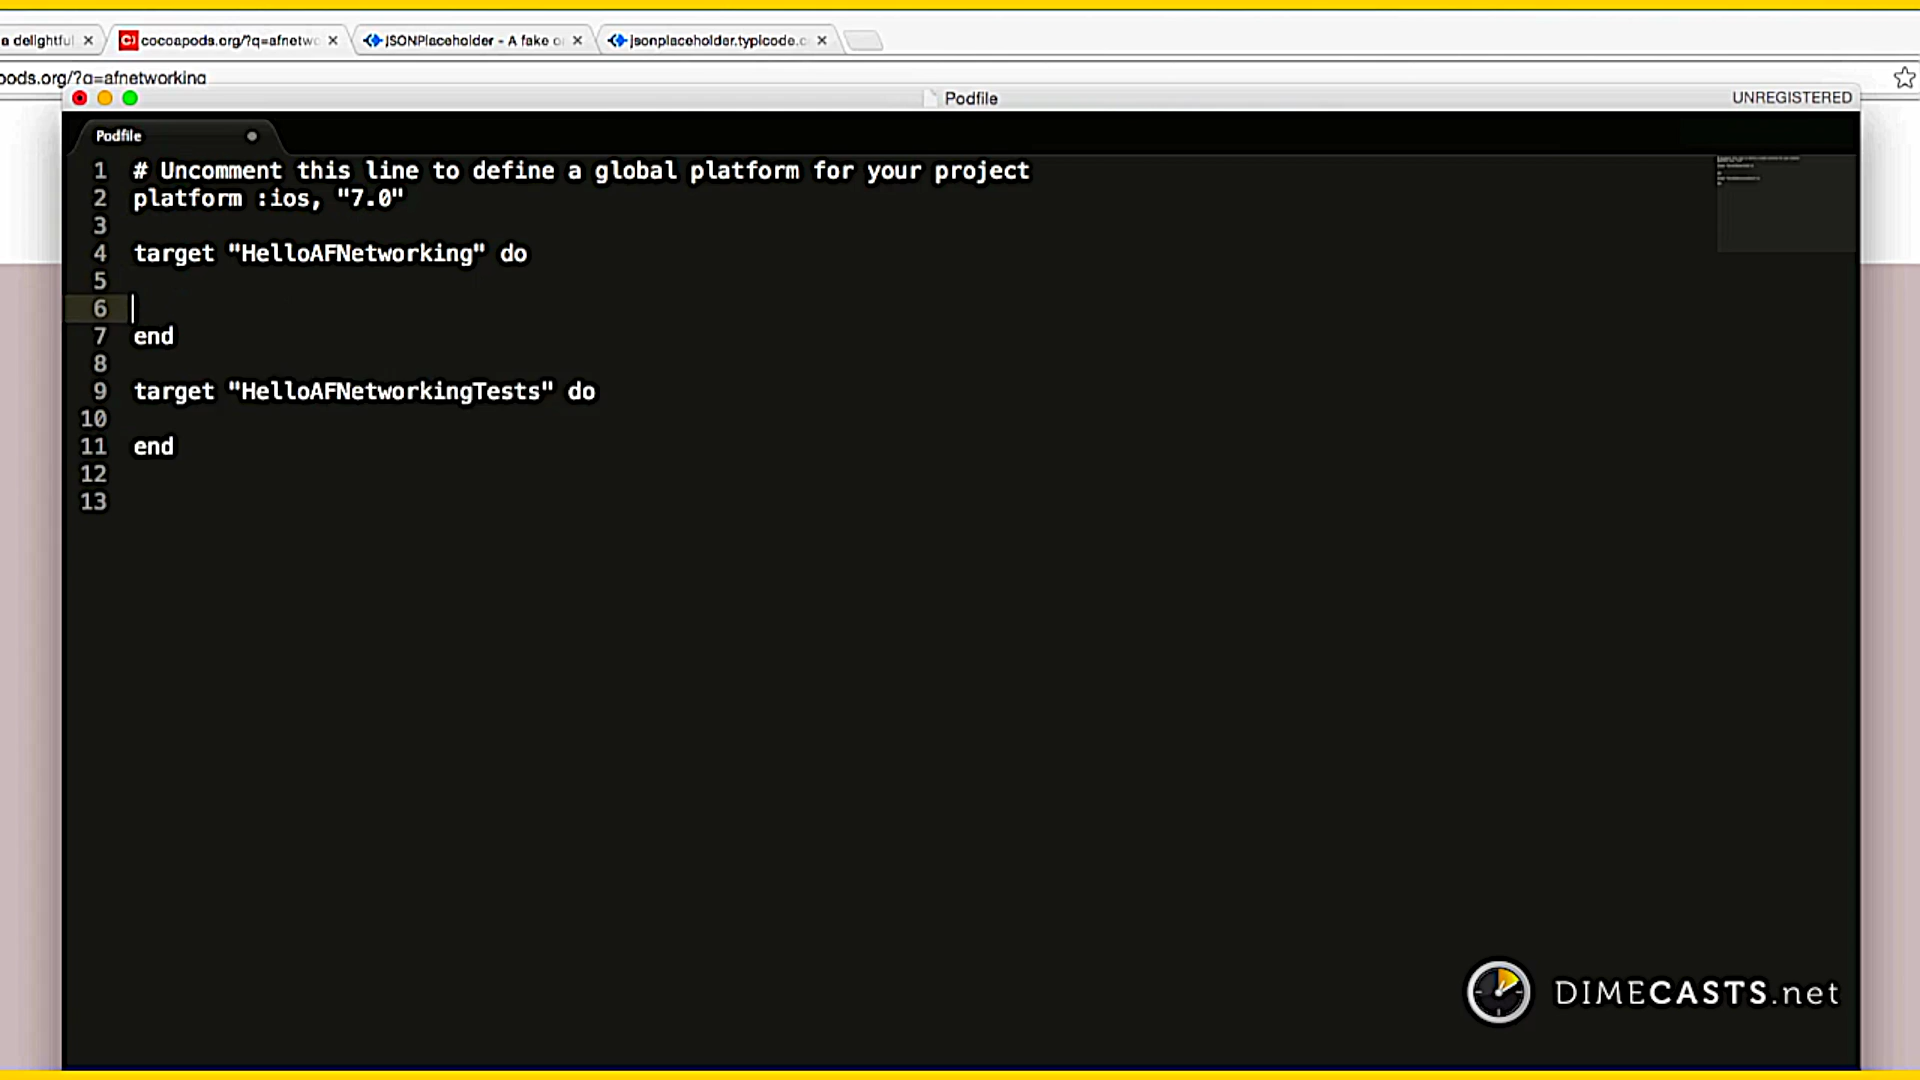 a delightful
cocoapods.org/?q=afnetwo
JSONPlaceholder - A fake o
jsonplaceholder.typicode.c
pods.org/?q=afnetworking
Podfile
UNREGISTERED
Podfile
1 # Uncomment this line to define a global platform for your project
2 platform :ios, "7.0"
3
4 target "HelloAFNetworking" do
5
6
7 end
8
9 target "HelloAFNetworkingTests" do
10
11 end
12
13
DIMECASTS.net